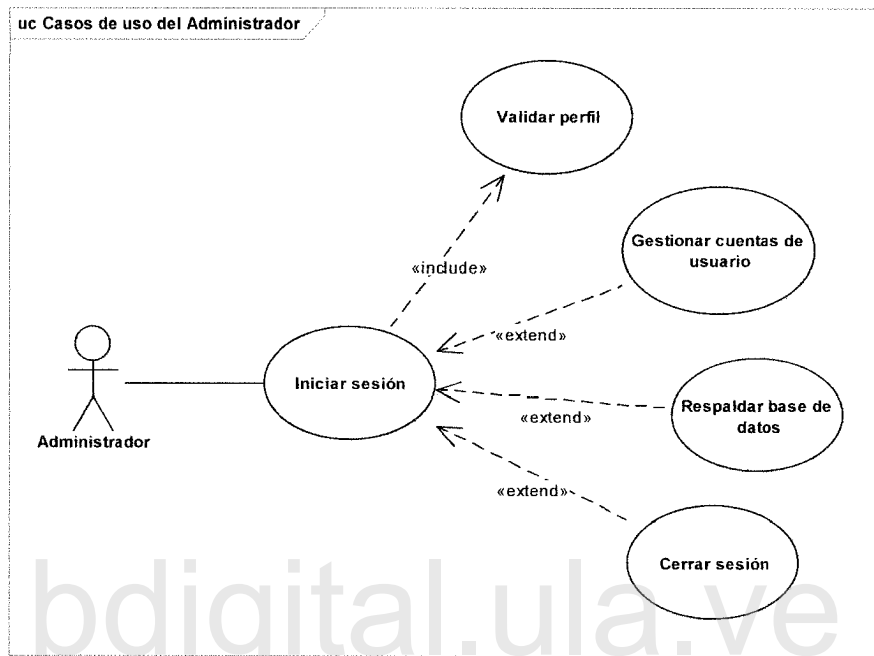 uc Casos de uso del Administrador
Validar perfil
Gestionar cuentas de
usuario
«include»
«extend»
Iniciar sesión
Respaldar base de
datos
«extend»
Administrador
«extend»
Cerrar sesión
bdigital.ula.ve